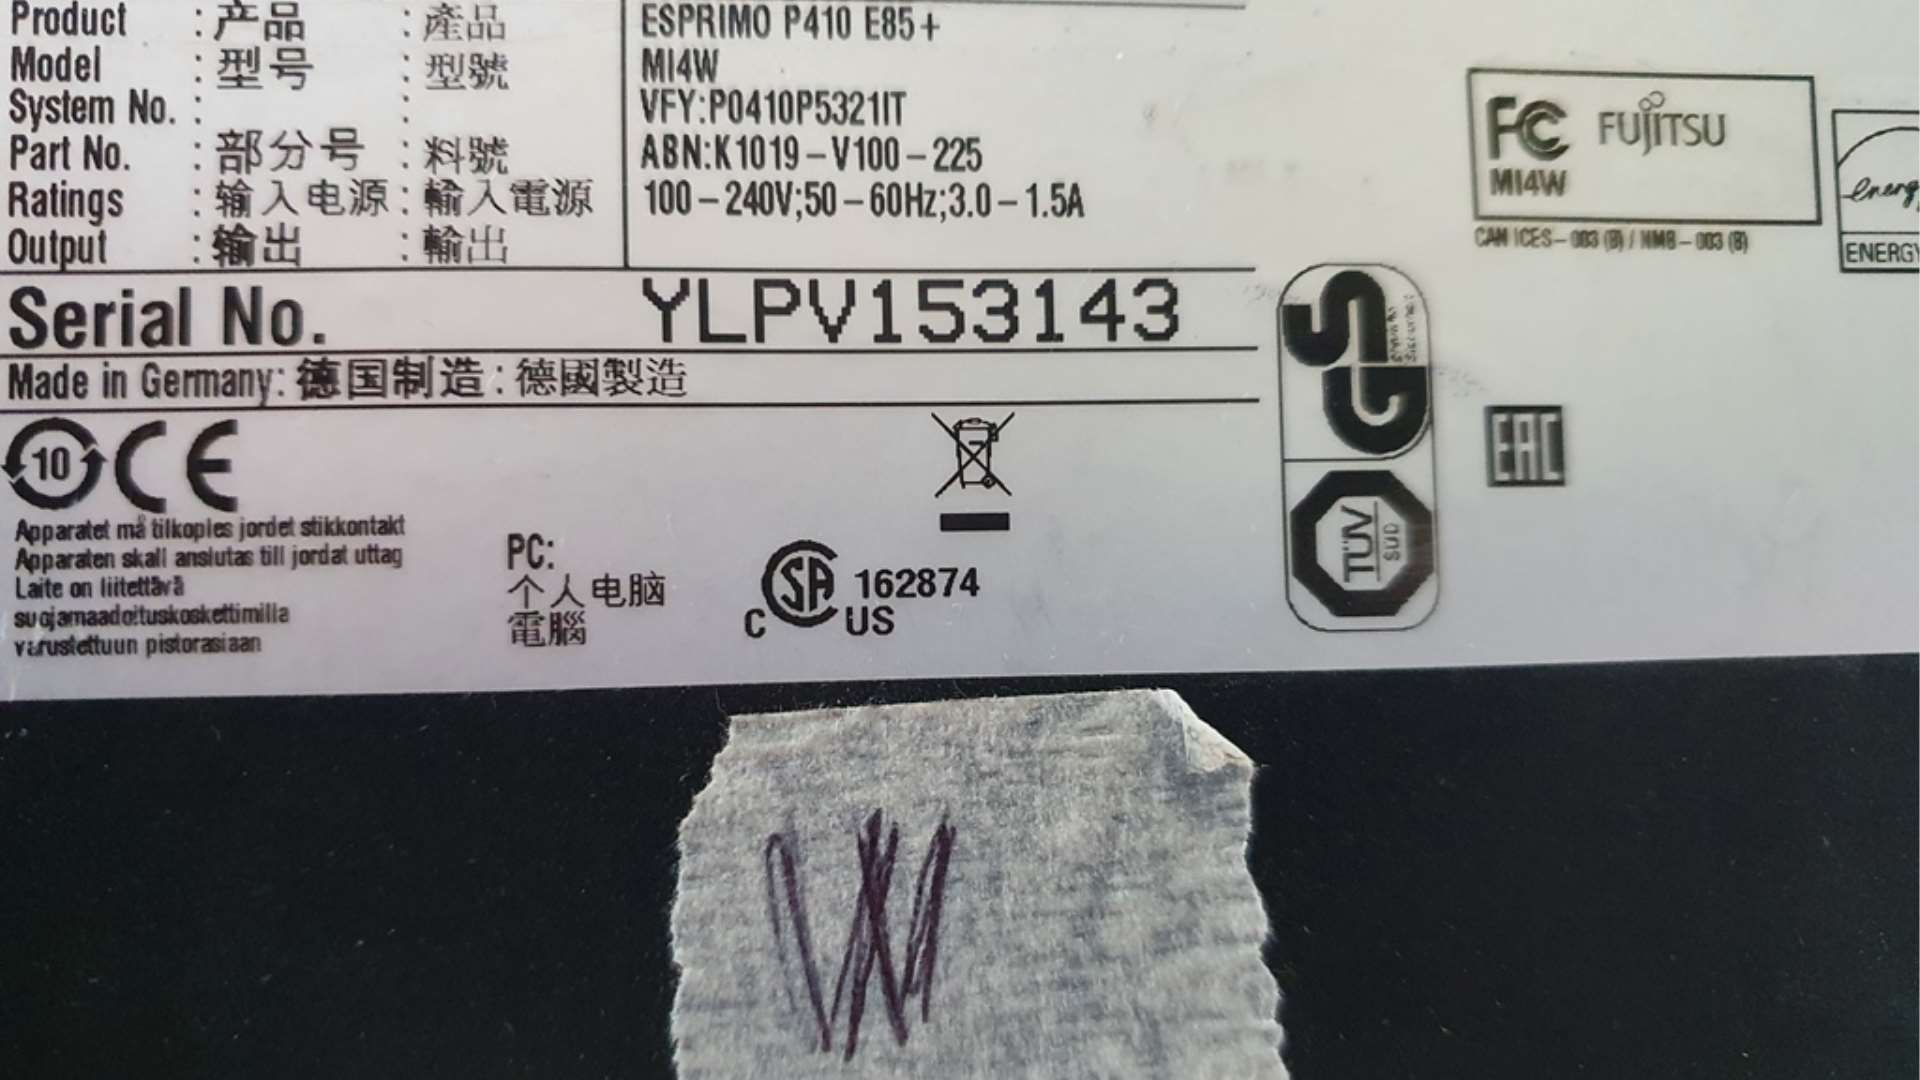 Product : 产品 : 產品 ESPRIMO P410 E85+
Model : 型号 : 型號 MI4W
System No. : : VFY:P0410P5321IT
Part No. : 部分号 : 料號 ABN:K1019-V100-225
Ratings : 输入电源 : 輸入電源 100-240V;50-60Hz;3.0-1.5A
Output : 输出 : 輸出
Serial No. YLPV153143
Made in Germany: 德国制造 : 德國製造
FC FUJITSU
MI4W
CAN ICES-003 (B) / NMB-003 (B)
energy
ENERGY
10 CE
Apparatet må tilkoples jordet stikkontakt
Apparaten skall anslutas till jordat uttag
Laite on liitettävä
suojamaadoituskoskettimilla
varustettuun pistorasiaan
PC:
个人电脑
電腦
CSA 162874
C US
TÜV
SÜD
EAC
W